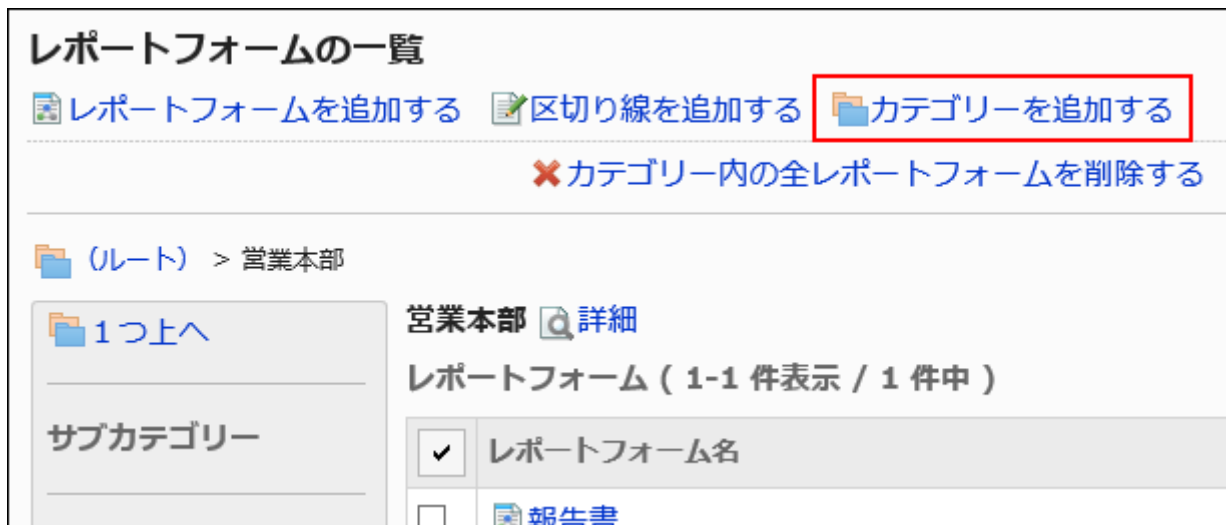 レポートフォームの一覧
レポートフォームを追加する 区切り線を追加する カテゴリーを追加する
カテゴリー内の全レポートフォームを削除する
(ルート) > 営業本部
1つ上へ
サブカテゴリー
営業本部 詳細
レポートフォーム ( 1-1 件表示 / 1 件中 )
レポートフォーム名
報告書